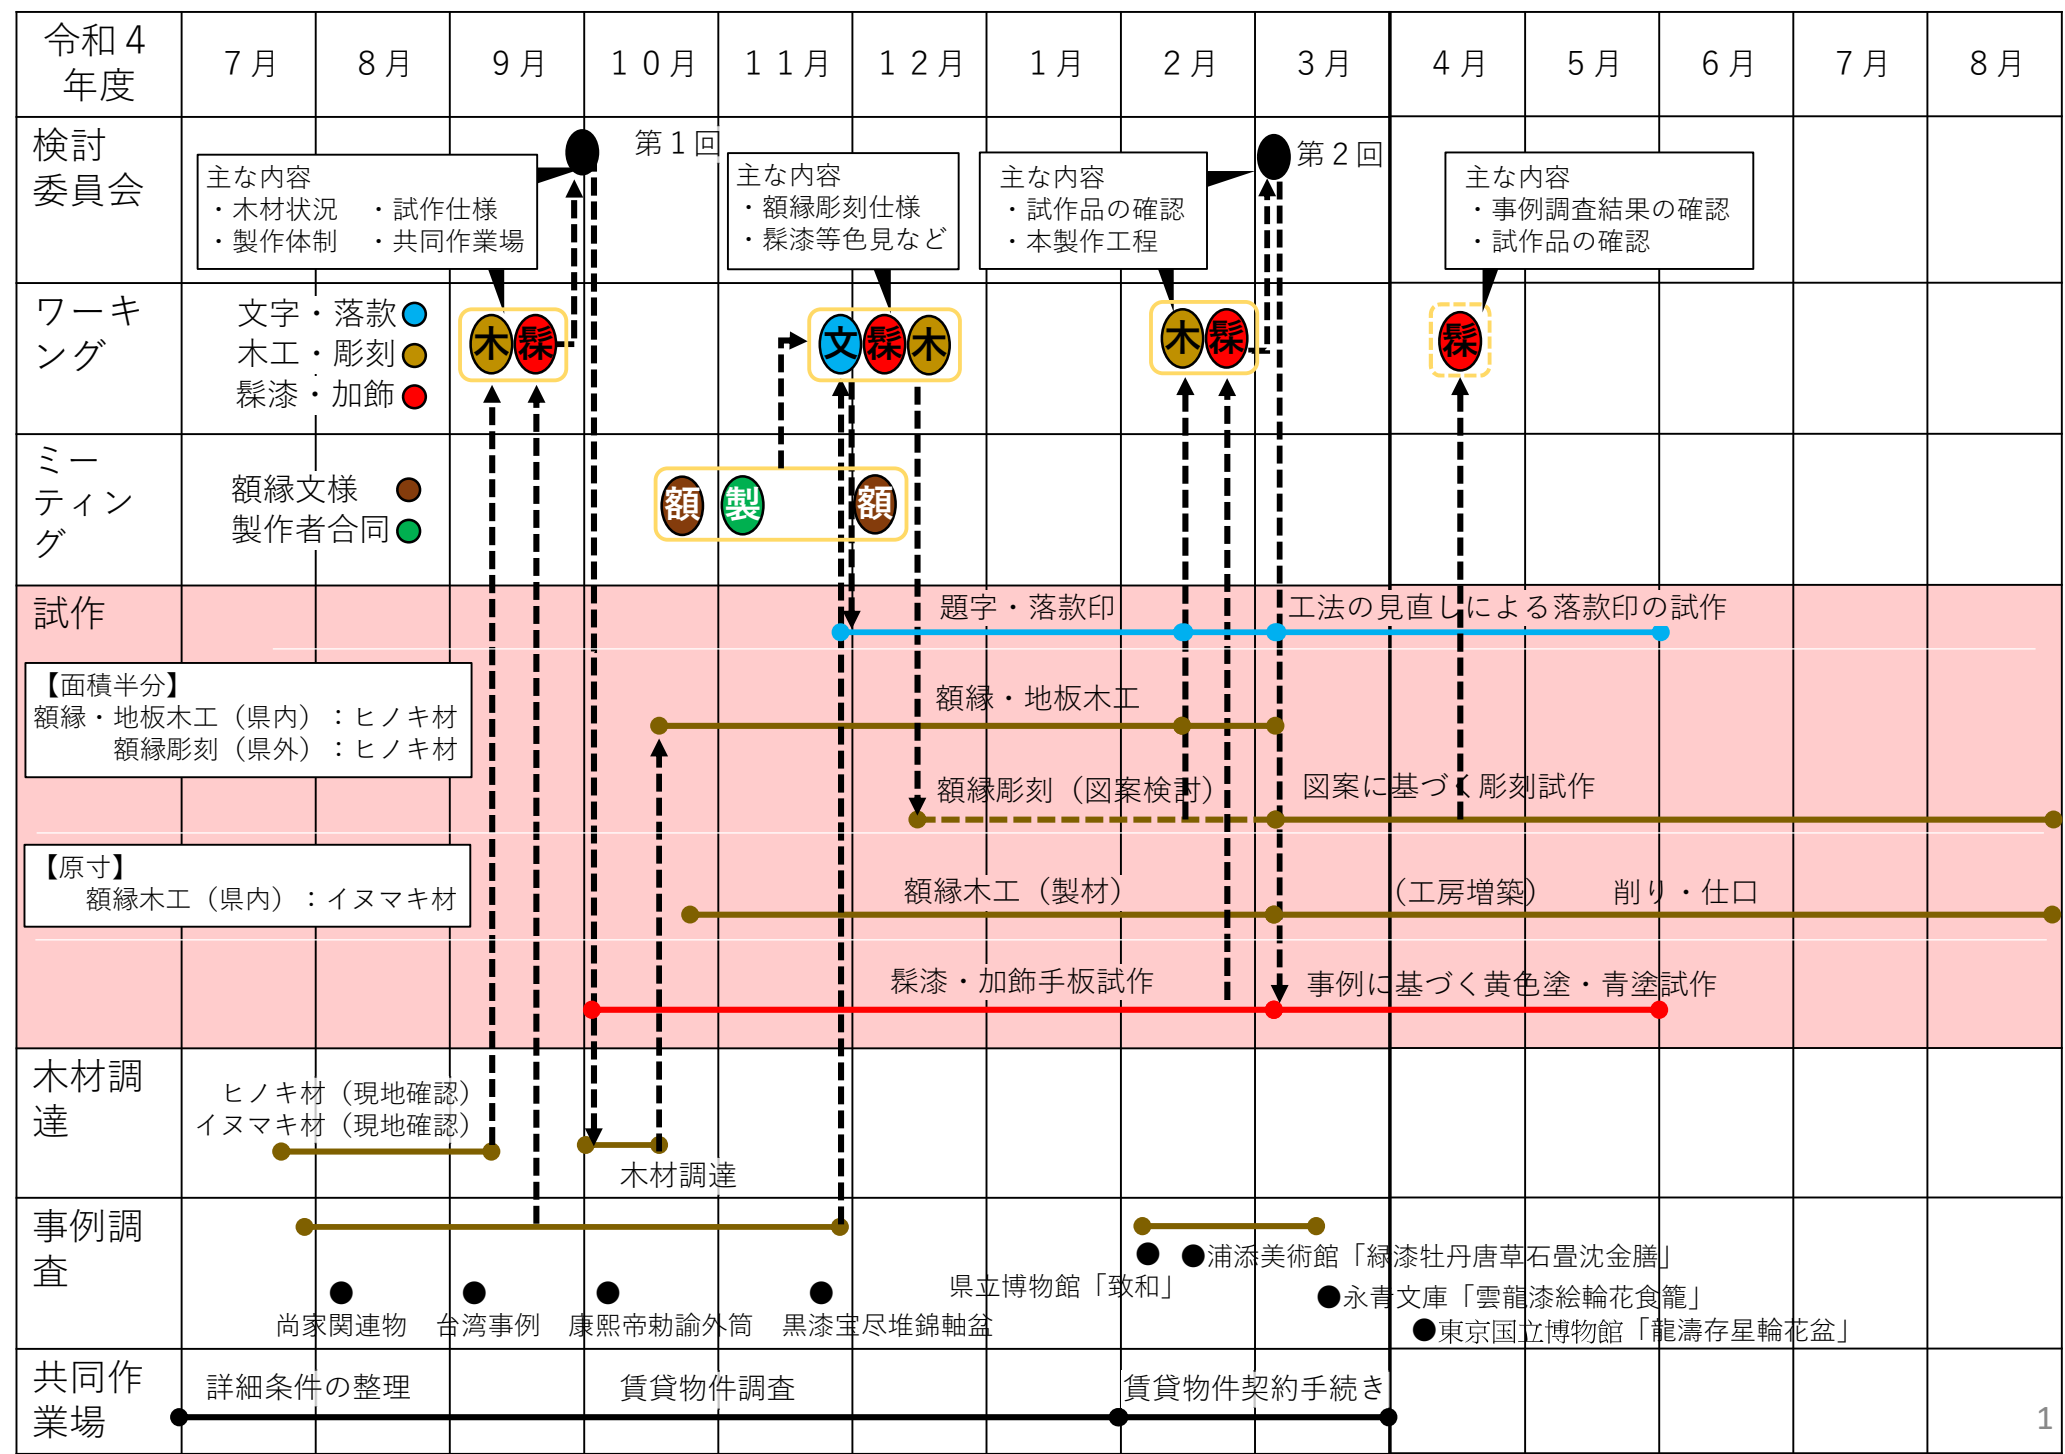 令和４
年度
７月
８月
９月
１０月
１１月
１２月
１月
２月
３月
４月
５月
６月
７月
８月
検討
委員会
主な内容
・木材状況　・試作仕様
・製作体制　・共同作業場
第１回
主な内容
・額縁彫刻仕様
・髹漆等色見など
主な内容
・試作品の確認
・本製作工程
第２回
主な内容
・事例調査結果の確認
・試作品の確認
ワーキ
ング
文字・落款
木工・彫刻
髹漆・加飾
木
髹
文
髹
木
木
髹
髹
ミー
ティン
グ
額縁文様
製作者合同
額
製
額
試作
題字・落款印
工法の見直しによる落款印の試作
【面積半分】
額縁・地板木工（県内）：ヒノキ材
額縁彫刻（県外）：ヒノキ材
額縁・地板木工
額縁彫刻（図案検討）
図案に基づく彫刻試作
【原寸】
額縁木工（県内）：イヌマキ材
額縁木工（製材）
（工房増築）
削り・仕口
髹漆・加飾手板試作
事例に基づく黄色塗・青塗試作
木材調
達
ヒノキ材（現地確認）
イヌマキ材（現地確認）
木材調達
事例調
査
尚家関連物
台湾事例
康熙帝勅諭外筒
黒漆宝尽堆錦軸盆
県立博物館「致和」
浦添美術館「緑漆牡丹唐草石畳沈金膳」
永青文庫「雲龍漆絵輪花食籠」
東京国立博物館「龍濤存星輪花盆」
共同作
業場
詳細条件の整理
賃貸物件調査
賃貸物件契約手続き
1